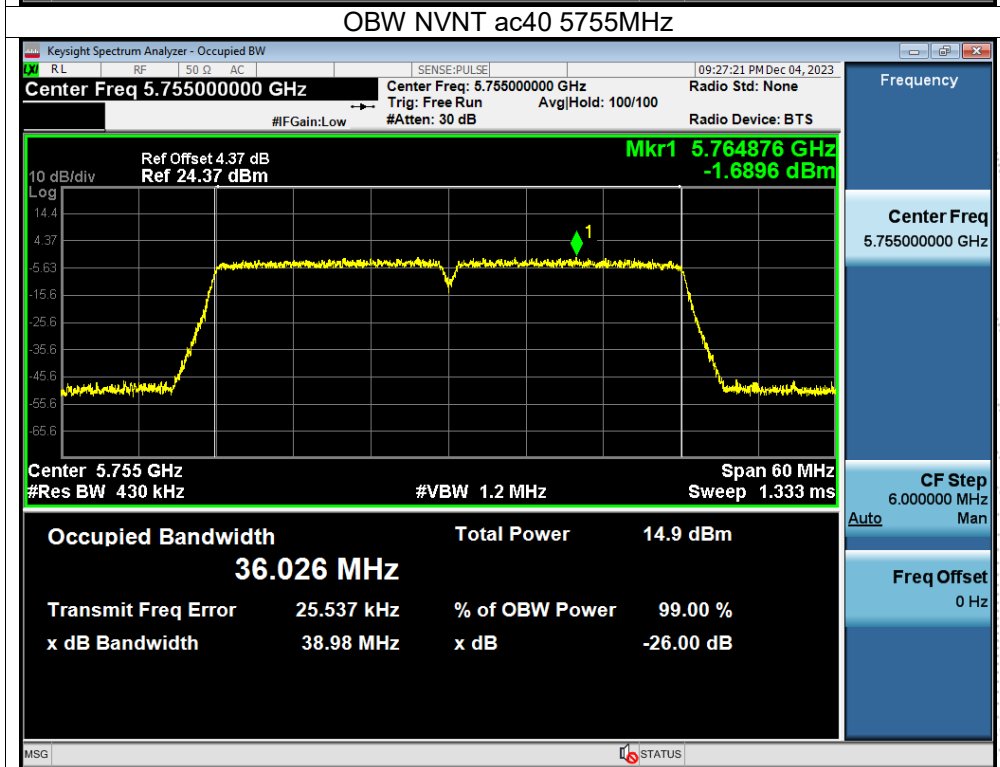 OBW NVNT ac40 5755MHz
Keysight Spectrum Analyzer - Occupied BW
LXI RL RF 50 Ω AC SENSE:PULSE 09:27:21 PM Dec 04, 2023
Center Freq 5.755000000 GHz Center Freq: 5.755000000 GHz Radio Std: None
Trig: Free Run Avg|Hold: 100/100
#IFGain:Low #Atten: 30 dB Radio Device: BTS
Frequency
Mkr1 5.764876 GHz
-1.6896 dBm
Ref Offset 4.37 dB
10 dB/div Ref 24.37 dBm
Log
14.4
4.37
-5.63
-15.6
-25.6
-35.6
-45.6
-55.6
-65.6
1
Center 5.755 GHz Span 60 MHz
#Res BW 430 kHz #VBW 1.2 MHz Sweep 1.333 ms
Occupied Bandwidth Total Power 14.9 dBm
36.026 MHz
Transmit Freq Error 25.537 kHz % of OBW Power 99.00 %
x dB Bandwidth 38.98 MHz x dB -26.00 dB
Center Freq
5.755000000 GHz
CF Step
6.000000 MHz
Auto Man
Freq Offset
0 Hz
MSG STATUS